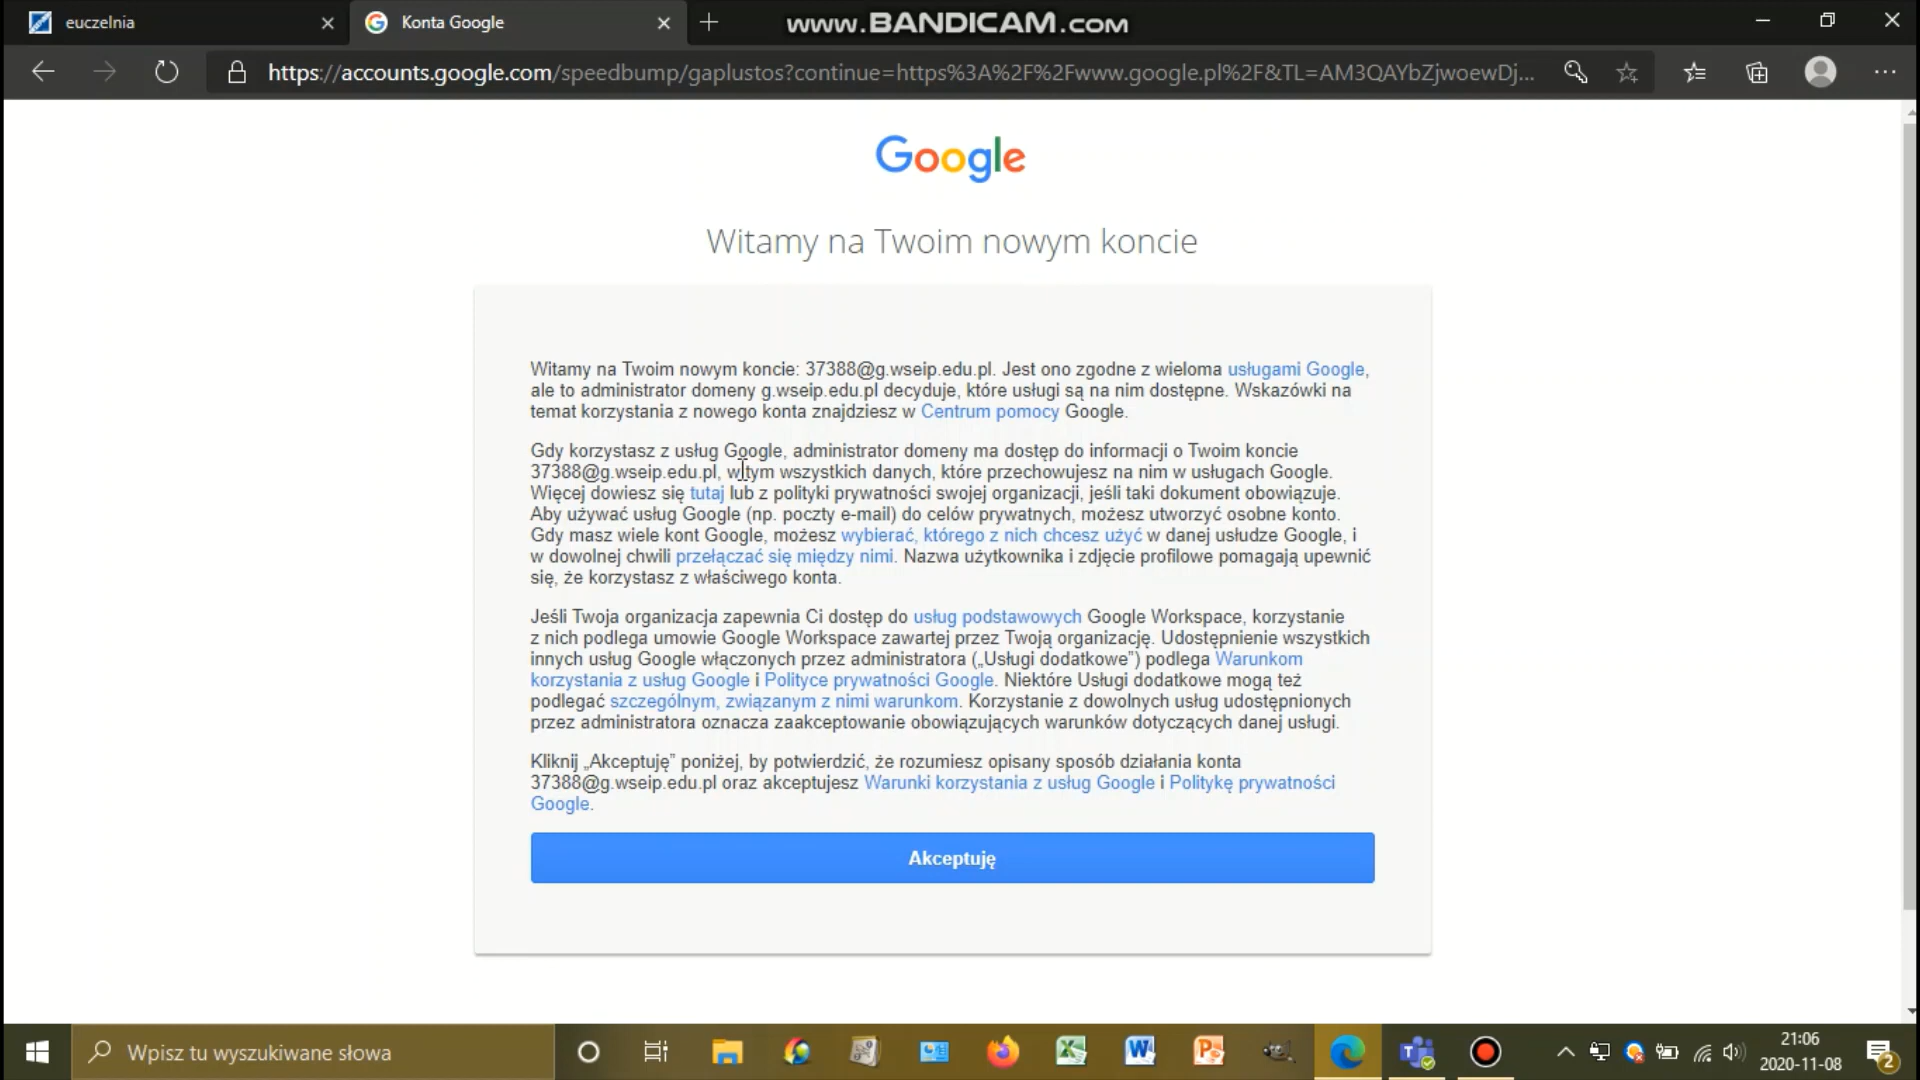 euczelnia
Konta Google
www.BANDICAM.com
https://accounts.google.com/speedbump/gaplustos?continue=https%3A%2F%2Fwww.google.pl%2F&TL=AM3QAYbZjwoewDj...
Google
Witamy na Twoim nowym koncie
Witamy na Twoim nowym koncie: 37388@g.wseip.edu.pl. Jest ono zgodne z wieloma usługami Google,
ale to administrator domeny g.wseip.edu.pl decyduje, które usługi są na nim dostępne. Wskazówki na
temat korzystania z nowego konta znajdziesz w Centrum pomocy Google.
Gdy korzystasz z usług Google, administrator domeny ma dostęp do informacji o Twoim koncie
37388@g.wseip.edu.pl, w tym wszystkich danych, które przechowujesz na nim w usługach Google.
Więcej dowiesz się tutaj lub z polityki prywatności swojej organizacji, jeśli taki dokument obowiązuje.
Aby używać usług Google (np. poczty e-mail) do celów prywatnych, możesz utworzyć osobne konto.
Gdy masz wiele kont Google, możesz wybierać, którego z nich chcesz użyć w danej usłudze Google, i
w dowolnej chwili przełączać się między nimi. Nazwa użytkownika i zdjęcie profilowe pomagają upewnić
się, że korzystasz z właściwego konta.
Jeśli Twoja organizacja zapewnia Ci dostęp do usług podstawowych Google Workspace, korzystanie
z nich podlega umowie Google Workspace zawartej przez Twoją organizację. Udostępnienie wszystkich
innych usług Google włączonych przez administratora („Usługi dodatkowe”) podlega Warunkom
korzystania z usług Google i Polityce prywatności Google. Niektóre Usługi dodatkowe mogą też
podlegać szczególnym, związanym z nimi warunkom. Korzystanie z dowolnych usług udostępnionych
przez administratora oznacza zaakceptowanie obowiązujących warunków dotyczących danej usługi.
Kliknij „Akceptuję” poniżej, by potwierdzić, że rozumiesz opisany sposób działania konta
37388@g.wseip.edu.pl oraz akceptujesz Warunki korzystania z usług Google i Politykę prywatności
Google.
Akceptuję
Wpisz tu wyszukiwane słowa
21:06
2020-11-08
2